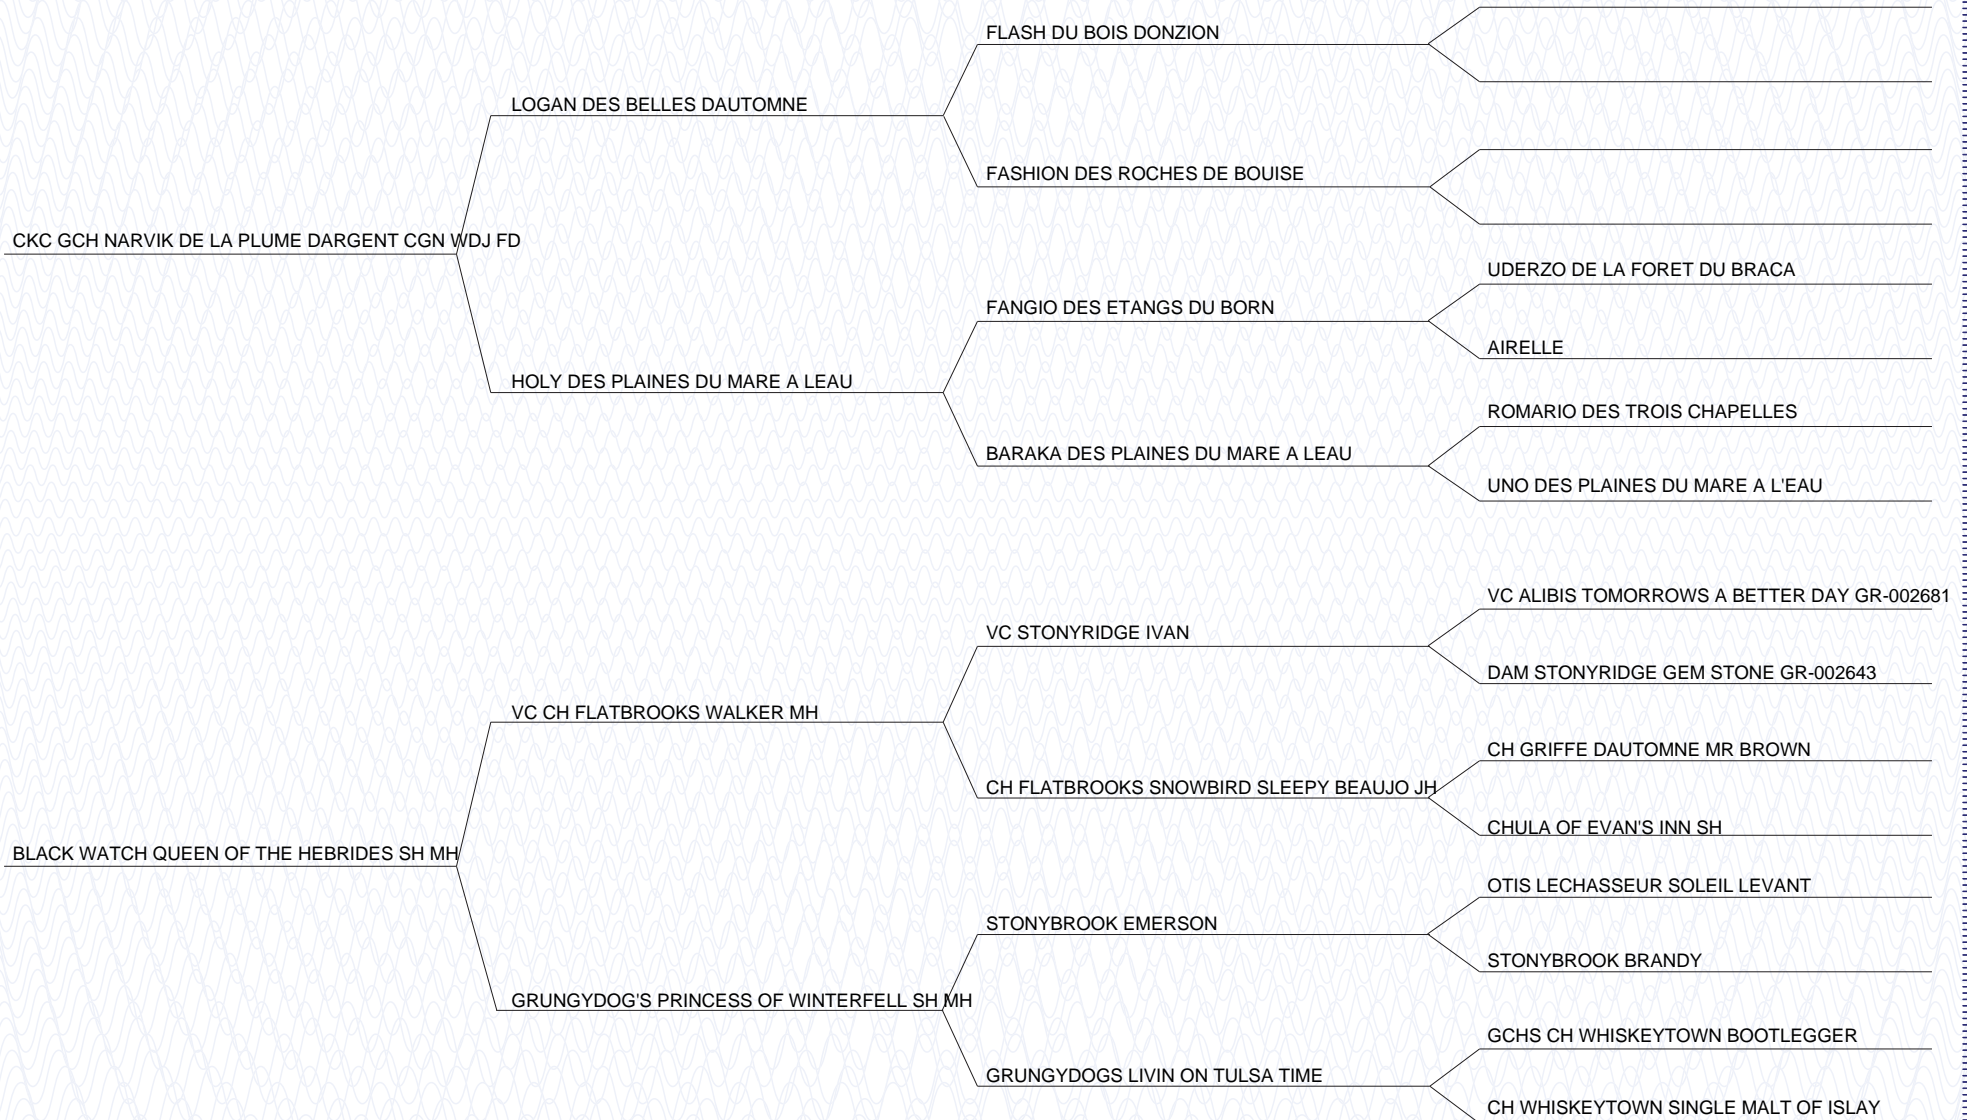 FLASH DU BOIS DONZION
LOGAN DES BELLES DAUTOMNE
FASHION DES ROCHES DE BOUISE
CKC GCH NARVIK DE LA PLUME DARGENT CGN WDJ FD
UDERZO DE LA FORET DU BRACA
FANGIO DES ETANGS DU BORN
AIRELLE
HOLY DES PLAINES DU MARE A LEAU
ROMARIO DES TROIS CHAPELLES
BARAKA DES PLAINES DU MARE A LEAU
UNO DES PLAINES DU MARE A L'EAU
VC ALIBIS TOMORROWS A BETTER DAY GR-002681
VC STONYRIDGE IVAN
DAM STONYRIDGE GEM STONE GR-002643
VC CH FLATBROOKS WALKER MH
CH GRIFFE DAUTOMNE MR BROWN
CH FLATBROOKS SNOWBIRD SLEEPY BEAUJO JH
CHULA OF EVAN'S INN SH
BLACK WATCH QUEEN OF THE HEBRIDES SH MH
OTIS LECHASSEUR SOLEIL LEVANT
STONYBROOK EMERSON
STONYBROOK BRANDY
GRUNGYDOG'S PRINCESS OF WINTERFELL SH MH
GCHS CH WHISKEYTOWN BOOTLEGGER
GRUNGYDOGS LIVIN ON TULSA TIME
CH WHISKEYTOWN SINGLE MALT OF ISLAY